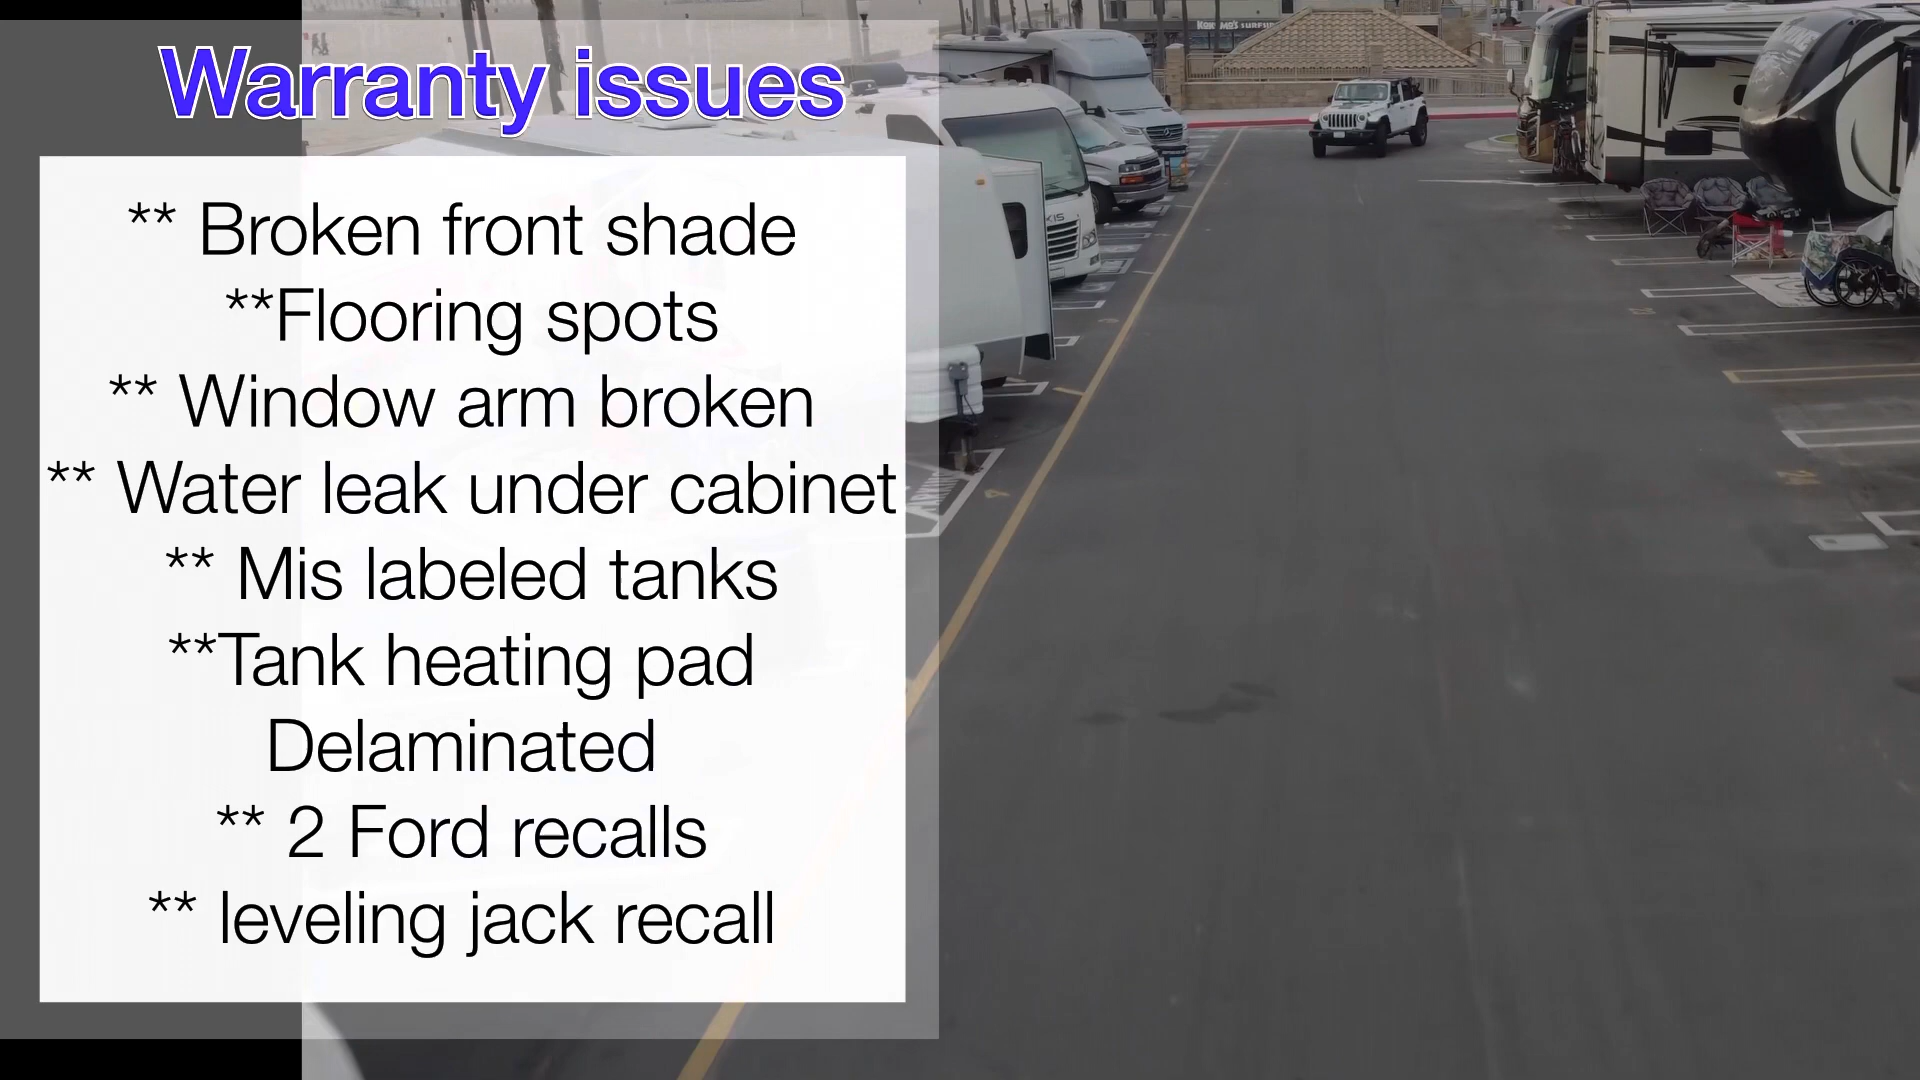 Warranty issues
** Broken front shade
**Flooring spots
** Window arm broken
** Water leak under cabinet
** Mis labeled tanks
**Tank heating pad
Delaminated
** 2 Ford recalls
** leveling jack recall